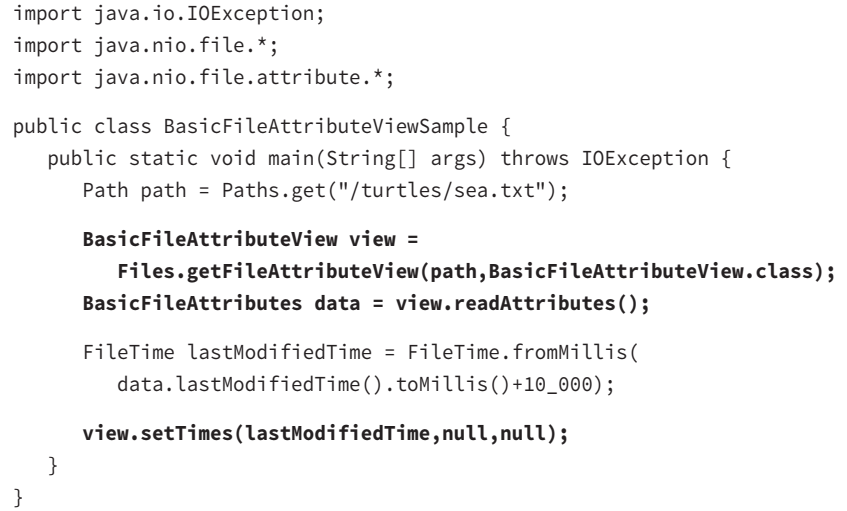 import java.io.IOException;
import java.nio.file.*;
import java.nio.file.attribute.*;
public class BasicFileAttributeViewSample {
public static void main(String[] args) throws IOException {
Path path = Paths.get("/turtles/sea.txt");
BasicFileAttributeView view =
Files.getFileAttributeView(path,BasicFileAttributeView.class);
BasicFileAttributes data = view.readAttributes();
FileTime lastModifiedTime = FileTime.fromMillis(
data.lastModifiedTime().toMillis()+10_000);
view.setTimes(lastModifiedTime,null,null);
}
}